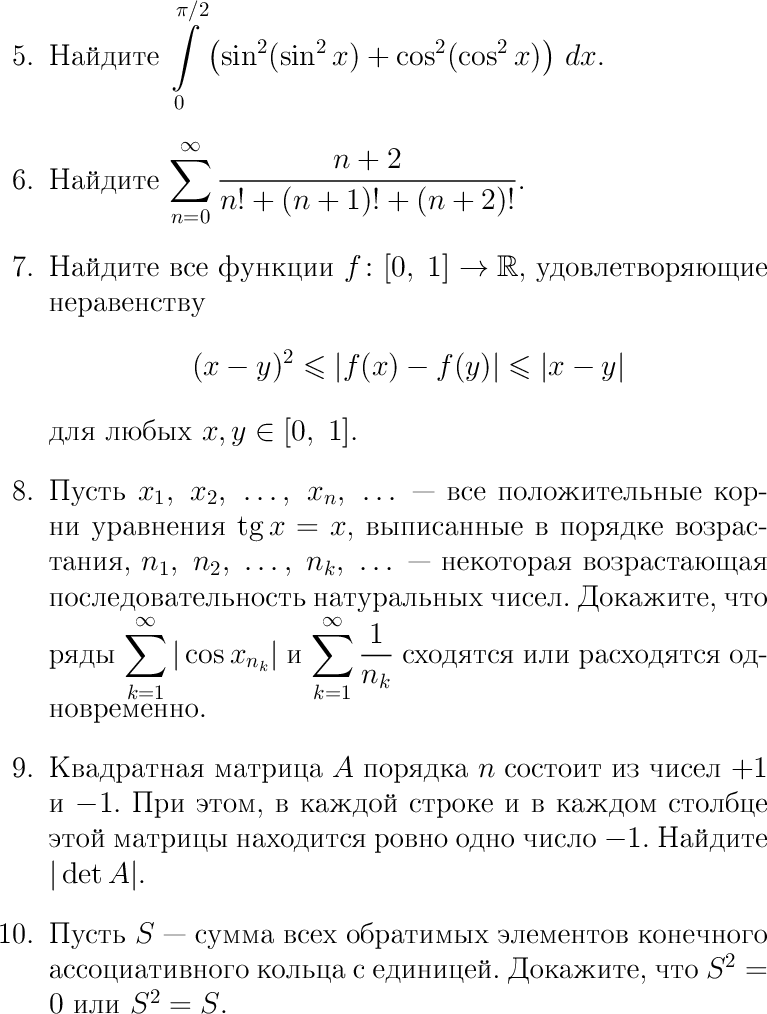 5. Найдите $\int\limits_0^{\pi/2} \left(\sin^2(\sin^2 x) + \cos^2(\cos^2 x)\right) \, dx$.
6. Найдите $\sum\limits_{n=0}^{\infty} \frac{n+2}{n! + (n+1)! + (n+2)!}$.
7. Найдите все функции $f\colon [0,\ 1] \to \mathbb{R}$, удовлетворяющие
неравенству
$(x-y)^2 \leqslant |f(x) - f(y)| \leqslant |x-y|$
для любых $x, y \in [0,\ 1]$.
8. Пусть $x_1,\ x_2,\ \ldots,\ x_n,\ \ldots$ — все положительные кор-
ни уравнения $\operatorname{tg} x = x$, выписанные в порядке возрас-
тания, $n_1,\ n_2,\ \ldots,\ n_k,\ \ldots$ — некоторая возрастающая
последовательность натуральных чисел. Докажите, что
ряды $\sum\limits_{k=1}^{\infty} |\cos x_{n_k}|$ и $\sum\limits_{k=1}^{\infty} \frac{1}{n_k}$ сходятся или расходятся од-
новременно.
9. Квадратная матрица $A$ порядка $n$ состоит из чисел $+1$
и $-1$. При этом, в каждой строке и в каждом столбце
этой матрицы находится ровно одно число $-1$. Найдите
$|\det A|$.
10. Пусть $S$ — сумма всех обратимых элементов конечного
ассоциативного кольца с единицей. Докажите, что $S^2 =$
$0$ или $S^2 = S$.